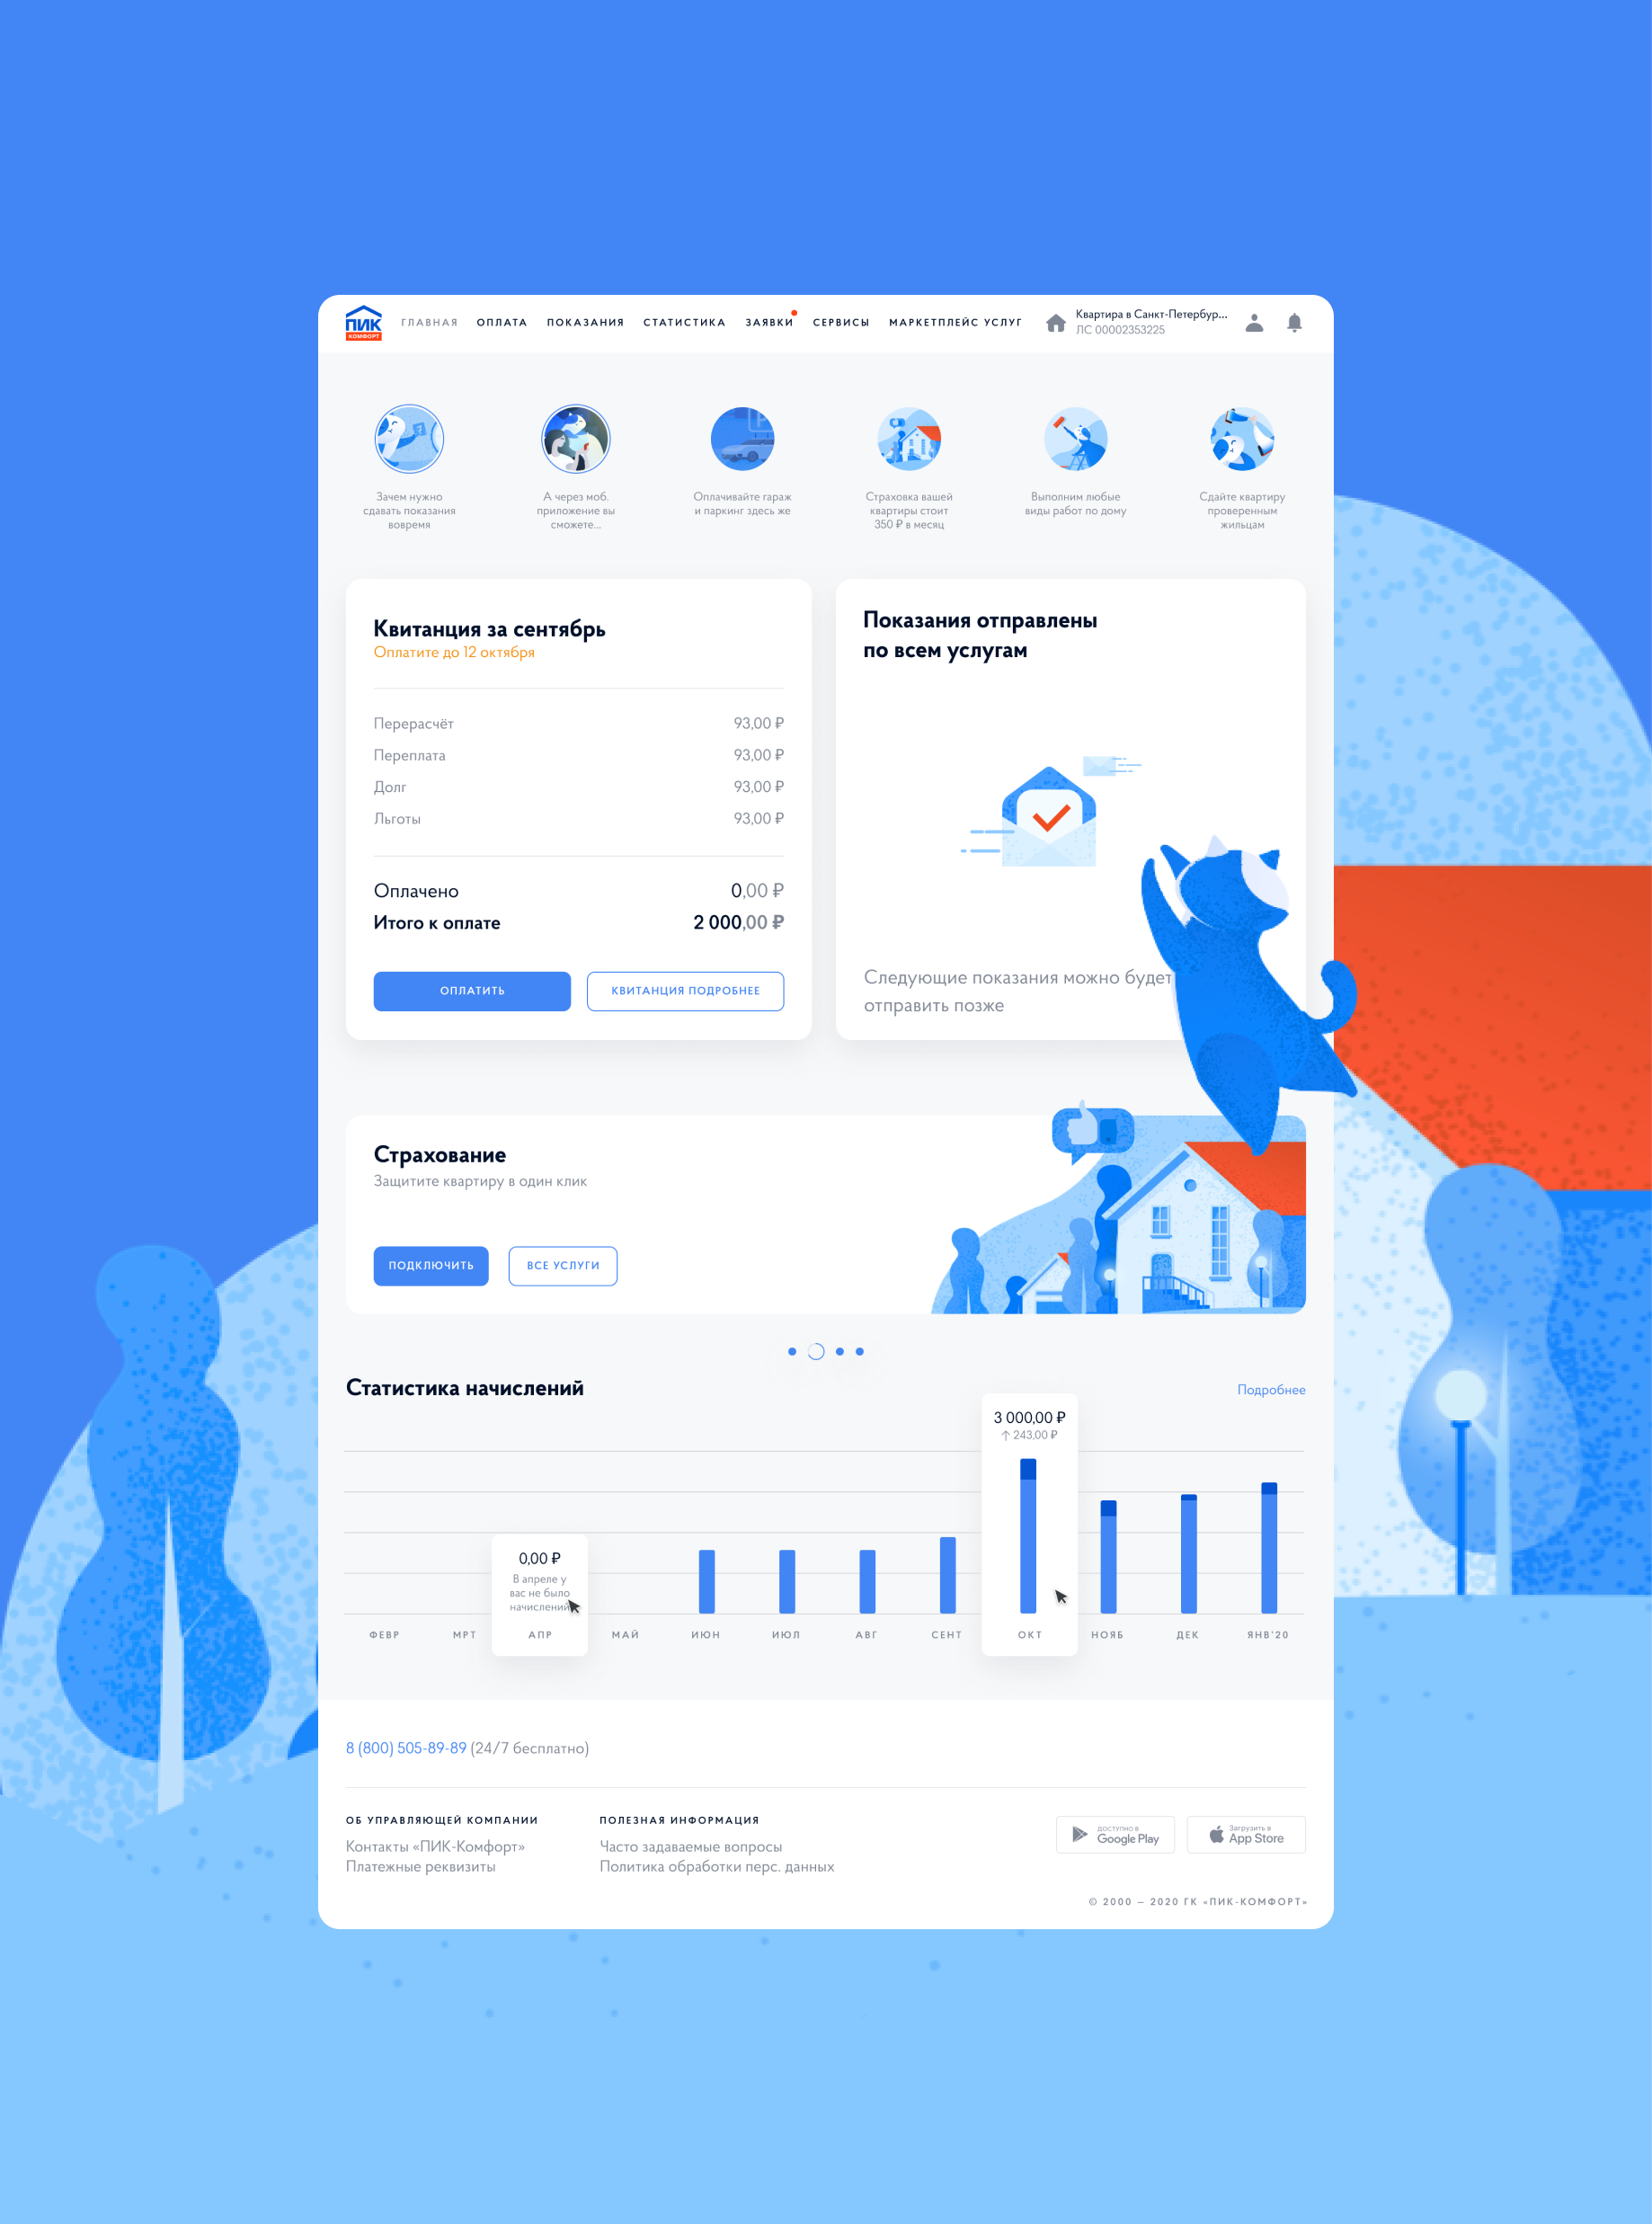 ПИК
КОМФОРТ
ГЛАВНАЯ
ОПЛАТА
ПОКАЗАНИЯ
СТАТИСТИКА
ЗАЯВКИ
СЕРВИСЫ
МАРКЕТПЛЕЙС УСЛУГ
Квартира в Санкт-Петербур...
ЛС 00002353225
Зачем нужно
сдавать показания
вовремя
А через моб.
приложение вы
сможете...
Оплачивайте гараж
и паркинг здесь же
Страховка вашей
квартиры стоит
350 ₽ в месяц
Выполним любые
виды работ по дому
Сдайте квартиру
проверенным
жильцам
Квитанция за сентябрь
Оплатите до 12 октября
Перерасчёт 93,00 ₽
Переплата 93,00 ₽
Долг 93,00 ₽
Льготы 93,00 ₽
Оплачено 0,00 ₽
Итого к оплате 2 000,00 ₽
ОПЛАТИТЬ
КВИТАНЦИЯ ПОДРОБНЕЕ
Показания отправлены
по всем услугам
Следующие показания можно будет
отправить позже
Страхование
Защитите квартиру в один клик
ПОДКЛЮЧИТЬ
ВСЕ УСЛУГИ
Статистика начислений
Подробнее
3 000,00 ₽
↑ 243,00 ₽
0,00 ₽
В апреле у
вас не было
начислений
ФЕВР
МРТ
АПР
МАЙ
ИЮН
ИЮЛ
АВГ
СЕНТ
ОКТ
НОЯБ
ДЕК
ЯНВ'20
8 (800) 505-89-89 (24/7 бесплатно)
ОБ УПРАВЛЯЮЩЕЙ КОМПАНИИ
Контакты «ПИК-Комфорт»
Платежные реквизиты
ПОЛЕЗНАЯ ИНФОРМАЦИЯ
Часто задаваемые вопросы
Политика обработки перс. данных
ДОСТУПНО В
Google Play
Загрузить в
App Store
© 2000 – 2020 ГК «ПИК-КОМФОРТ»